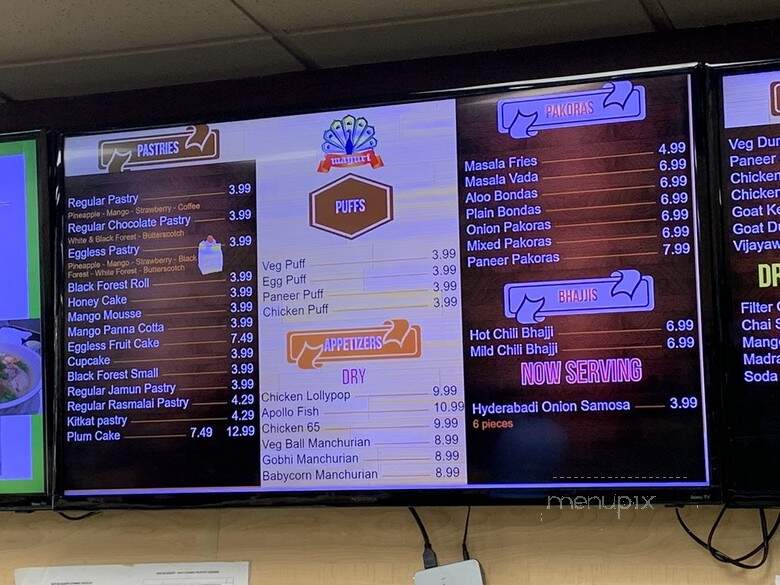 PASTRIES
Regular Pastry 3.99
Pineapple - Mango - Strawberry - Coffee
Regular Chocolate Pastry 3.99
White & Black Forest - Butterscotch
Eggless Pastry 3.99
Pineapple - Mango - Strawberry - Black
Forest - White Forest - Butterscotch
Black Forest Roll 3.99
Honey Cake 3.99
Mango Mousse 3.99
Mango Panna Cotta 3.99
Eggless Fruit Cake 7.49
Cupcake 3.99
Black Forest Small 3.99
Regular Jamun Pastry 3.99
Regular Rasmalai Pastry 4.29
Kitkat pastry 4.29
Plum Cake 7.49 12.99
mayuri
PUFFS
Veg Puff 3.99
Egg Puff 3.99
Paneer Puff 3.99
Chicken Puff 3.99
APPETIZERS
DRY
Chicken Lollypop 9.99
Apollo Fish 10.99
Chicken 65 9.99
Veg Ball Manchurian 8.99
Gobhi Manchurian 8.99
Babycorn Manchurian 8.99
PAKORAS
Masala Fries 4.99
Masala Vada 6.99
Aloo Bondas 6.99
Plain Bondas 6.99
Onion Pakoras 6.99
Mixed Pakoras 6.99
Paneer Pakoras 7.99
BHAJJIS
Hot Chili Bhajji 6.99
Mild Chili Bhajji 6.99
NOW SERVING
Hyderabadi Onion Samosa 3.99
6 pieces
Veg Dum
Paneer
Chicken
Chicken
Goat K
Goat Du
Vijayaw
DR
Filter C
Chai S
Mango
Madra
Soda
menupix